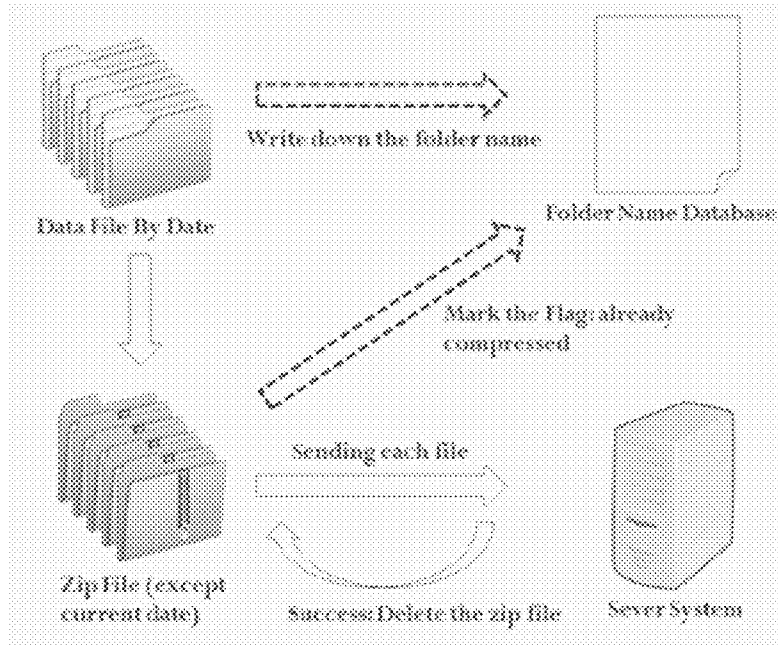 Write down the folder name
Data File By Date
Folder Name Database
Mark the Flag:already
compressed
Sending each file
Zip File (except
current date)
Success:Delete the zip file
Sever System